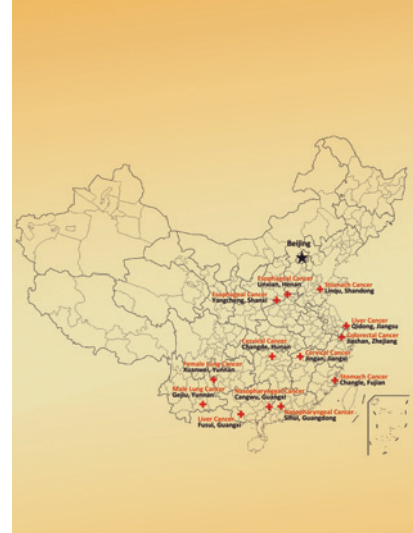 Beijing
Esophageal Cancer
Linxian, Henan
Stomach Cancer
Linqu, Shandong
Esophageal Cancer
Yangcheng, Shanxi
Liver Cancer
Qidong, Jiangsu
Colorectal Cancer
Jiashan, Zhejiang
Cervical Cancer
Changde, Hunan
Cervical Cancer
Jingan, Jiangxi
Female Lung Cancer
Xuanwei, Yunnan
Stomach Cancer
Changle, Fujian
Male Lung Cancer
Gejiu, Yunnan
Nasopharyngeal Cancer
Cangwu, Guangxi
Nasopharyngeal Cancer
Sihui, Guangdong
Liver Cancer
Fusui, Guangxi